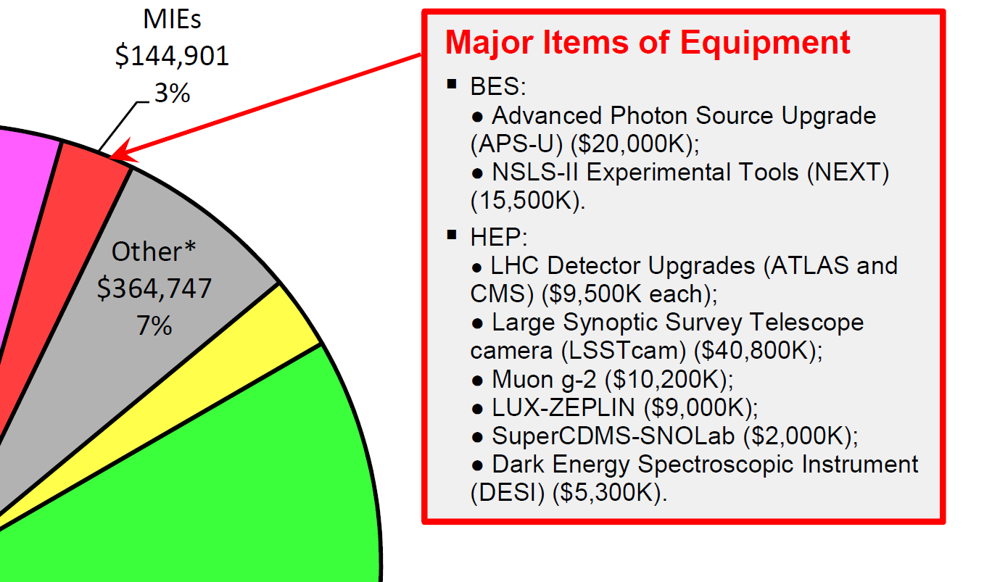 MIEs
$144,901
3%
Other*
$364,747
7%
Major Items of Equipment
▪ BES:
● Advanced Photon Source Upgrade
(APS-U) ($20,000K);
● NSLS-II Experimental Tools (NEXT)
(15,500K).
▪ HEP:
● LHC Detector Upgrades (ATLAS and
CMS) ($9,500K each);
● Large Synoptic Survey Telescope
camera (LSSTcam) ($40,800K);
● Muon g-2 ($10,200K);
● LUX-ZEPLIN ($9,000K);
● SuperCDMS-SNOLab ($2,000K);
● Dark Energy Spectroscopic Instrument
(DESI) ($5,300K).